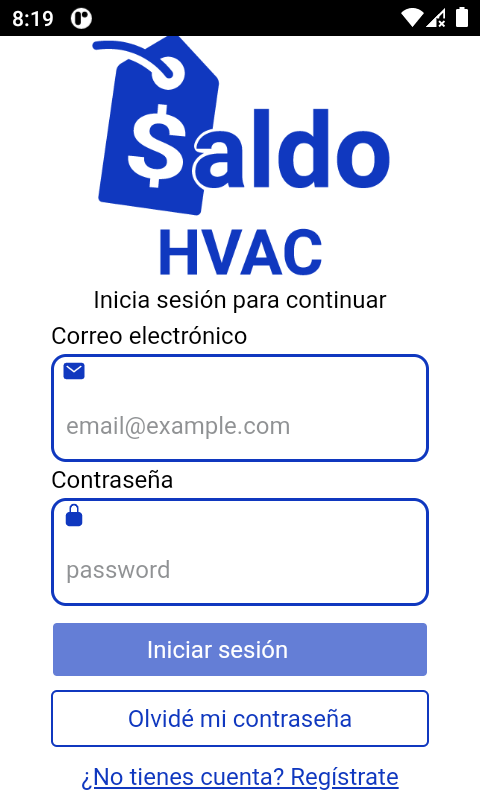 8:19
$aldo
HVAC
Inicia sesión para continuar
Correo electrónico
email@example.com
Contraseña
password
Iniciar sesión
Olvidé mi contraseña
¿No tienes cuenta? Regístrate